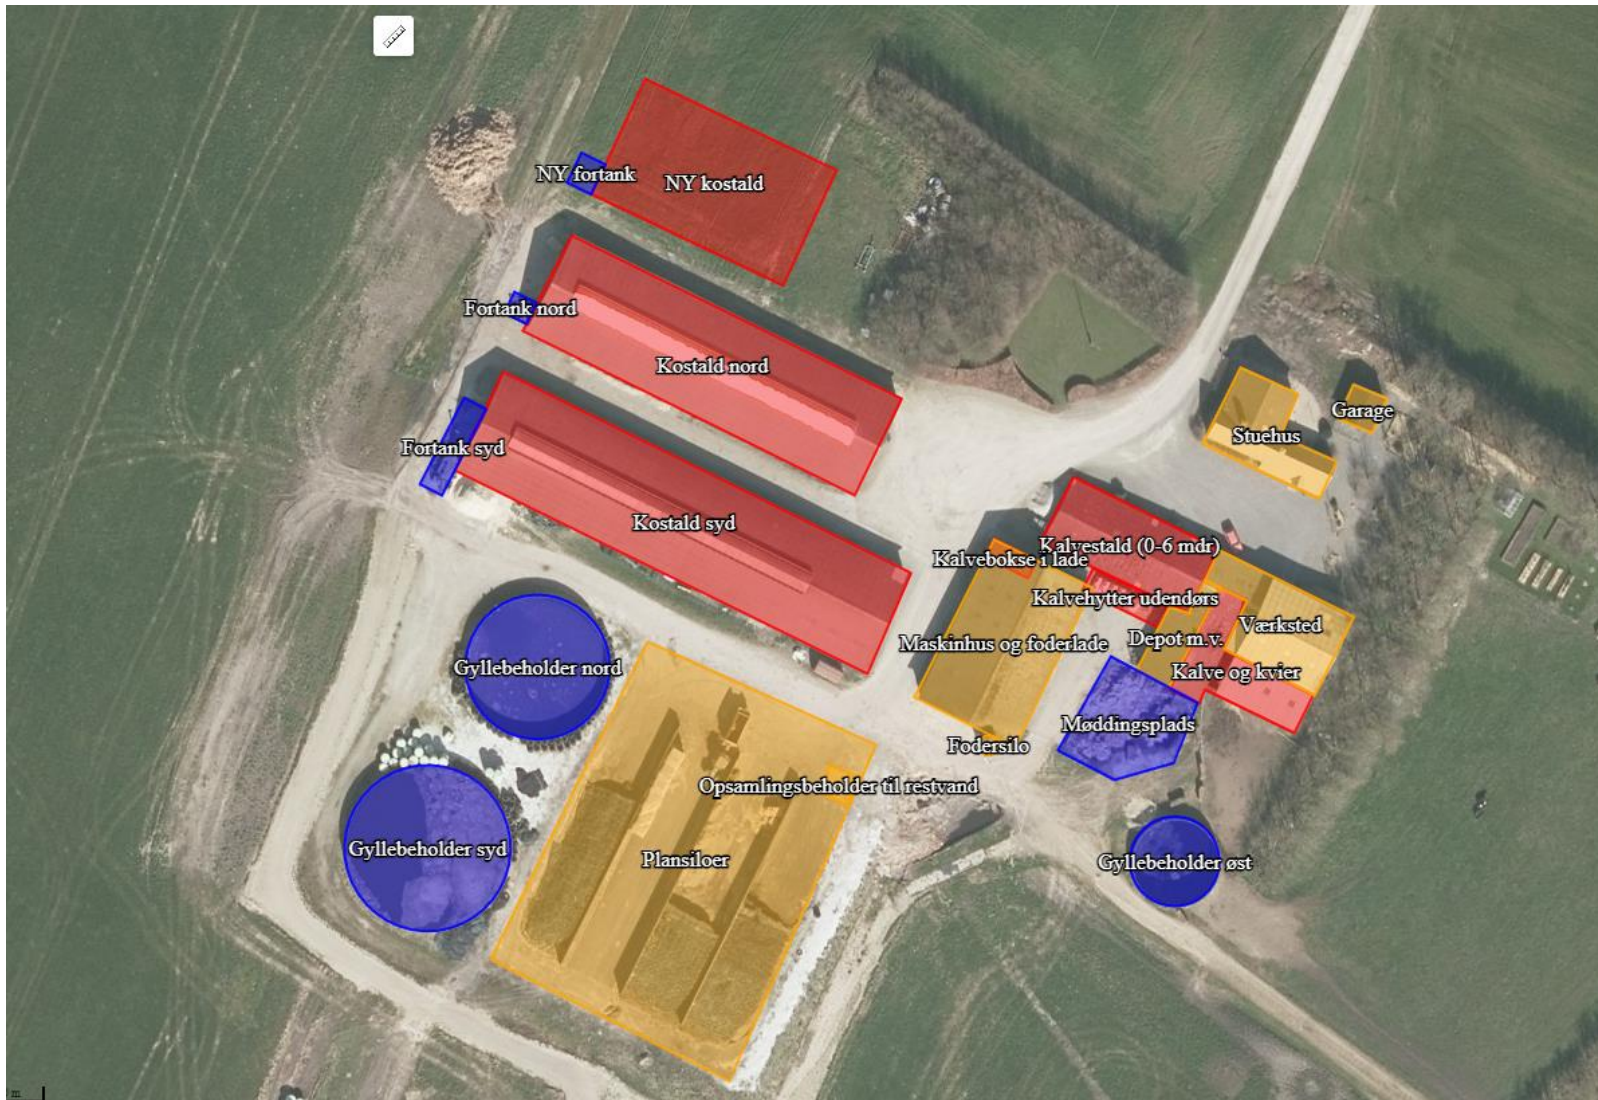 NY fortank
NY kostald
Fortank nord
Kostald nord
Garage
Stuehus
Fortank syd
Kostald syd
Kalvestald (0-6 mdr)
Kalvebokse i lade
Kalvehytter udendørs
Værksted
Depot m.v.
Maskinhus og foderlade
Gyllebeholder nord
Kalve og kvier
Møddingsplads
Fodersilo
Opsamlingsbeholder til restvand
Gyllebeholder syd
Plansiloer
Gyllebeholder øst
m